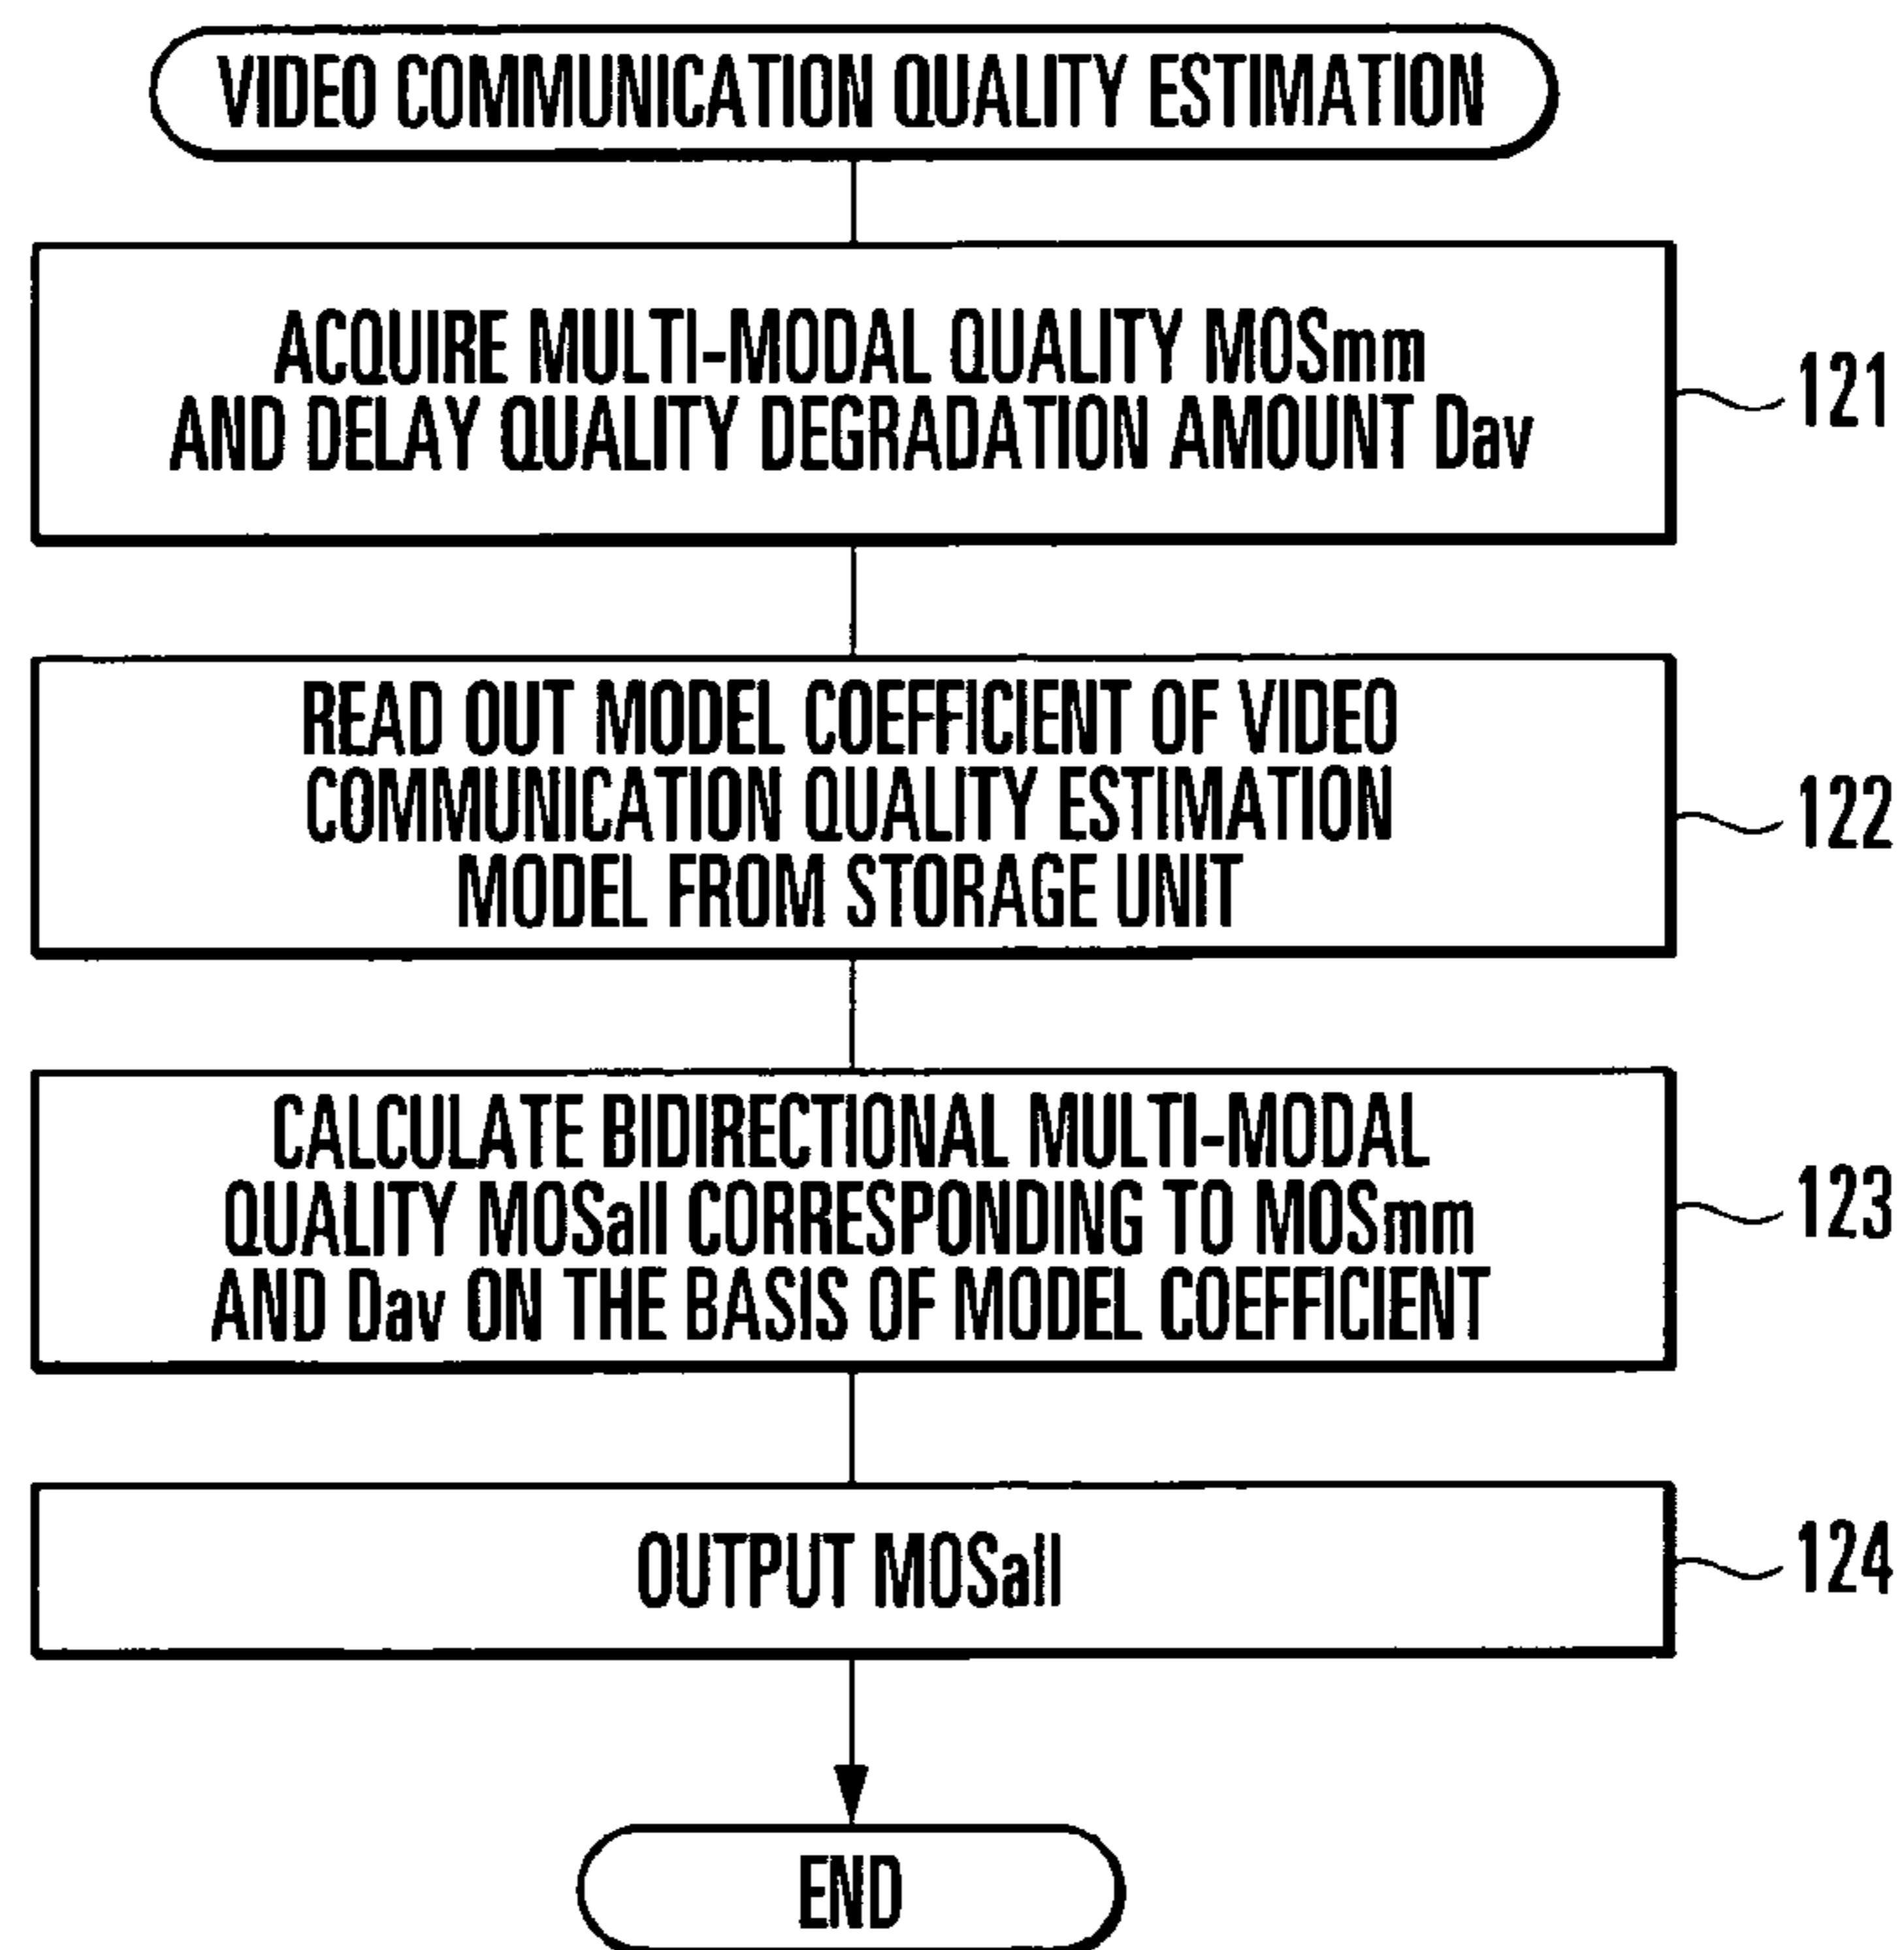 VIDEO COMMUNICATION QUALITY ESTIMATION
ACQUIRE MULTI-MODAL QUALITY MOSmm
AND DELAY QUALITY DEGRADATION AMOUNT Dav
121
READ OUT MODEL COEFFICIENT OF VIDEO
COMMUNICATION QUALITY ESTIMATION
MODEL FROM STORAGE UNIT
122
CALCULATE BIDIRECTIONAL MULTI-MODAL
QUALITY MOSall CORRESPONDING TO MOSmm
AND Dav ON THE BASIS OF MODEL COEFFICIENT
123
OUTPUT MOSall
124
END